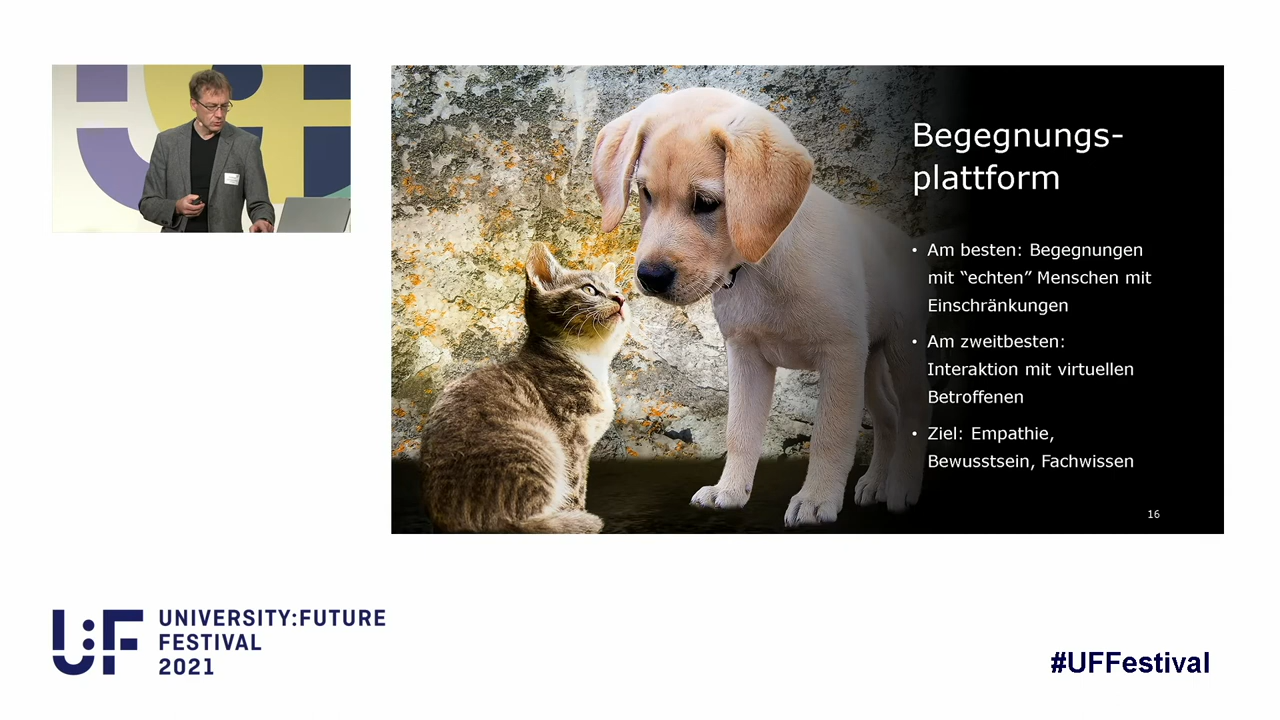 Begegnungs-
plattform
• Am besten: Begegnungen
mit “echten” Menschen mit
Einschränkungen
• Am zweitbesten:
Interaktion mit virtuellen
Betroffenen
• Ziel: Empathie,
Bewusstsein, Fachwissen
16
U:F
UNIVERSITY:FUTURE
FESTIVAL
2021
#UFFestival